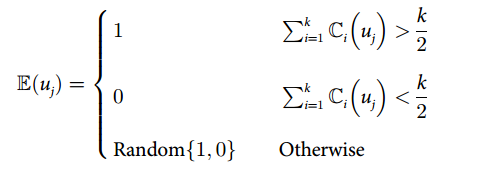 𝔼(u_j) = { 1    ∑_{i=1}^{k} ℂ_i(u_j) > k/2
0    ∑_{i=1}^{k} ℂ_i(u_j) < k/2
Random{1, 0}    Otherwise